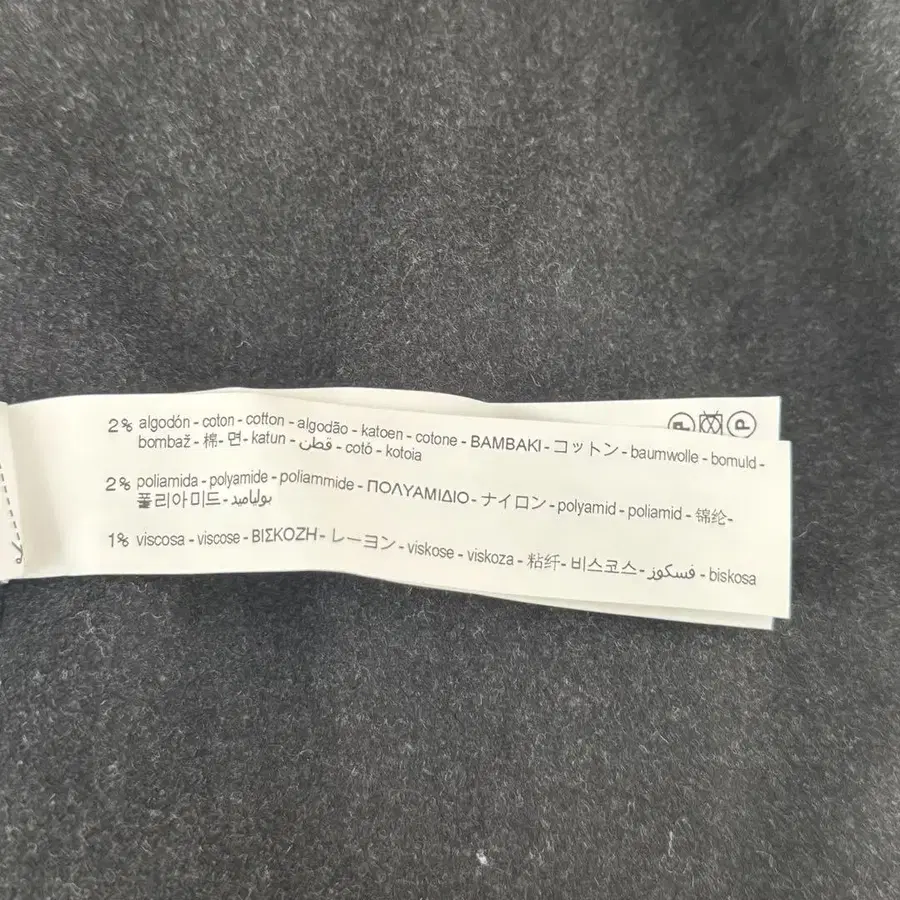 2% algodón - coton - cotton - algodão - katoen - cotone - ΒΑΜΒΑΚΙ - コットン - baumwolle - bomuld -
bombaž - 棉 - 면 - katun - قطن - cotó - kotoia
2% poliamida - polyamide - poliammide - ΠΟΛΥΑΜΙΔΙΟ - ナイロン - polyamid - poliamid - 锦纶 -
폴리아미드 - بولياميد
1% viscosa - viscose - ΒΙΣΚΟΖΗ - レーヨン - viskose - viskoza - 粘纤 - 비스코스 - فسكوز - biskosa
P P